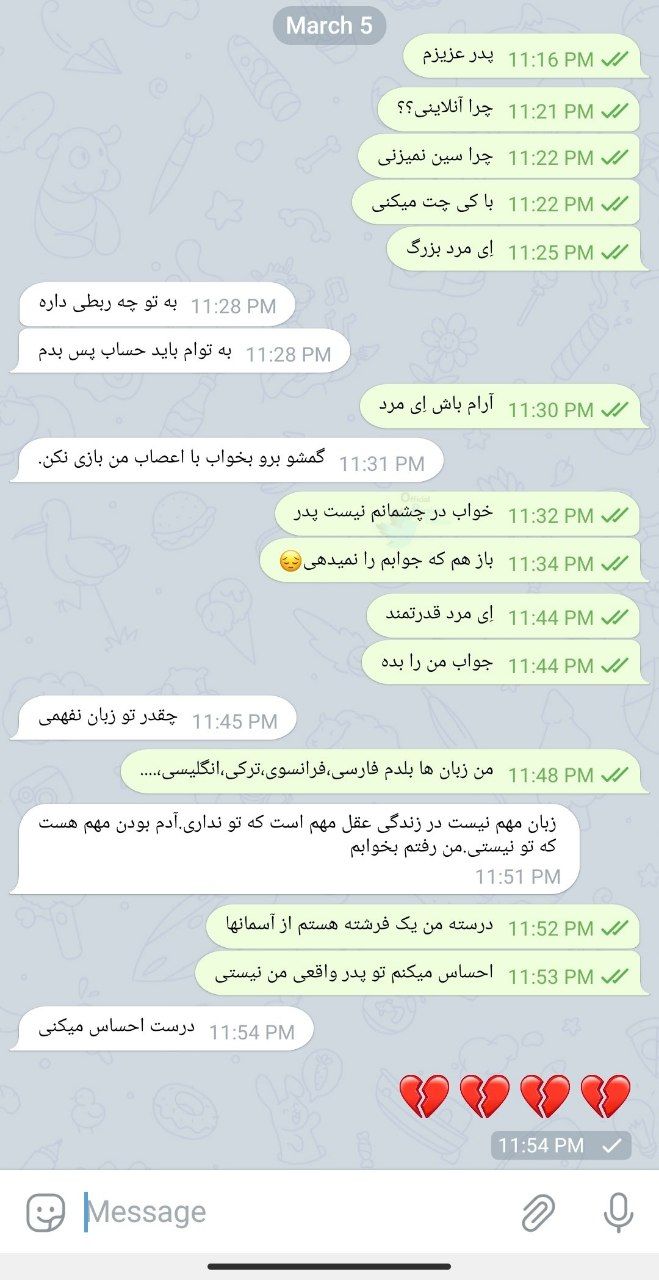 March 5
پدر عزیزم 11:16 PM
چرا آنلاینی؟؟ 11:21 PM
چرا سین نمیزنی 11:22 PM
با کی چت میکنی 11:22 PM
اِی مرد بزرگ 11:25 PM
به تو چه ربطی داره 11:28 PM
به توام باید حساب پس بدم 11:28 PM
آرام باش اِی مرد 11:30 PM
گمشو برو بخواب با اعصاب من بازی نکن. 11:31 PM
Official
خواب در چشمانم نیست پدر 11:32 PM
باز هم که جوابم را نمیدهی😔 11:34 PM
اِی مرد قدرتمند 11:44 PM
جواب من را بده 11:44 PM
چقدر تو زبان نفهمی 11:45 PM
من زبان ها بلدم فارسی،فرانسوی،ترکی،انگلیسی،.... 11:48 PM
زبان مهم نیست در زندگی عقل مهم است که تو نداری.آدم بودن مهم هست
که تو نیستی.من رفتم بخوابم
11:51 PM
درسته من یک فرشته هستم از آسمانها 11:52 PM
احساس میکنم تو پدر واقعی من نیستی 11:53 PM
درست احساس میکنی 11:54 PM
💔💔💔💔
11:54 PM
Message